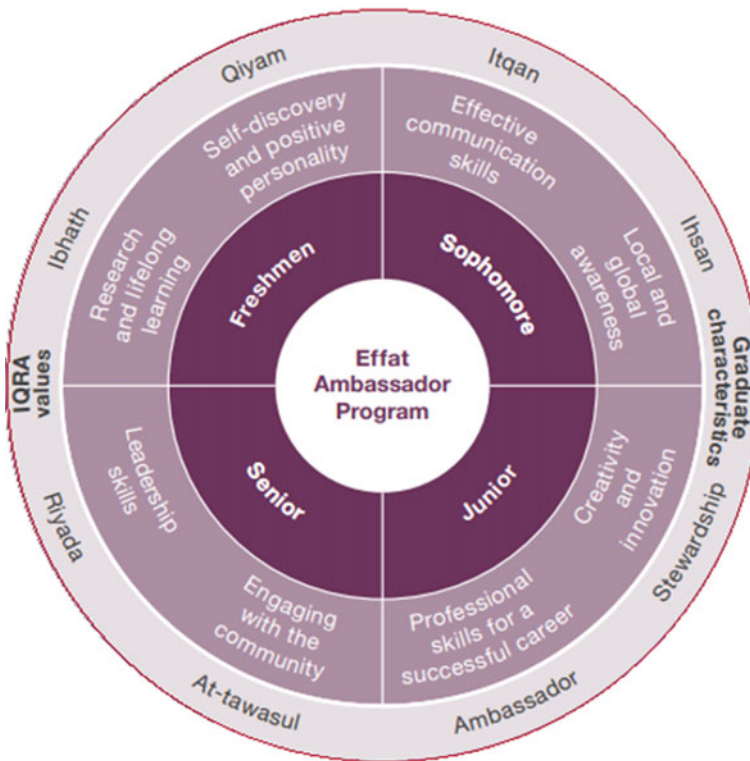 Qiyam
Itqan
Ibhath
Ihsan
IQRA
values
Graduate
characteristics
Riyada
Stewardship
At-tawasul
Ambassador
Self-discovery
and positive
personality
Effective
communication
skills
Research
and lifelong
learning
Local and
global
awareness
Leadership
skills
Creativity
and
innovation
Engaging
with the
community
Professional
skills for a
successful career
Freshmen
Sophomore
Senior
Junior
Effat
Ambassador
Program